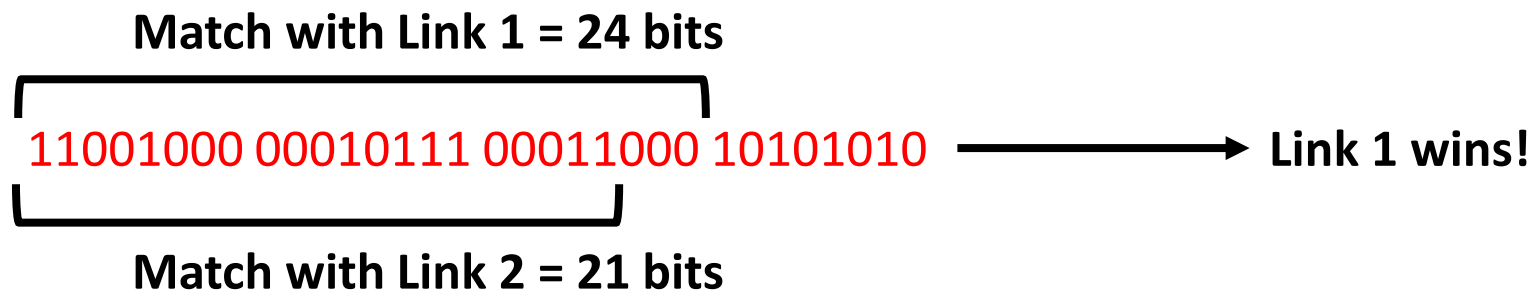 Match with Link 1 = 24 bits
11001000 00010111 00011000 10101010 Link 1 wins!
Match with Link 2 = 21 bits